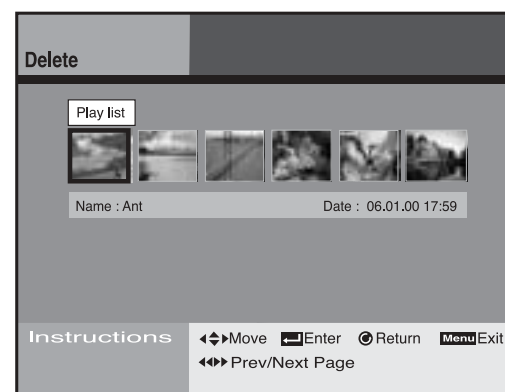 Delete
Play list
Name : Ant Date : 06.01.00 17:59
Instructions Move Enter Return Menu Exit
Prev/Next Page